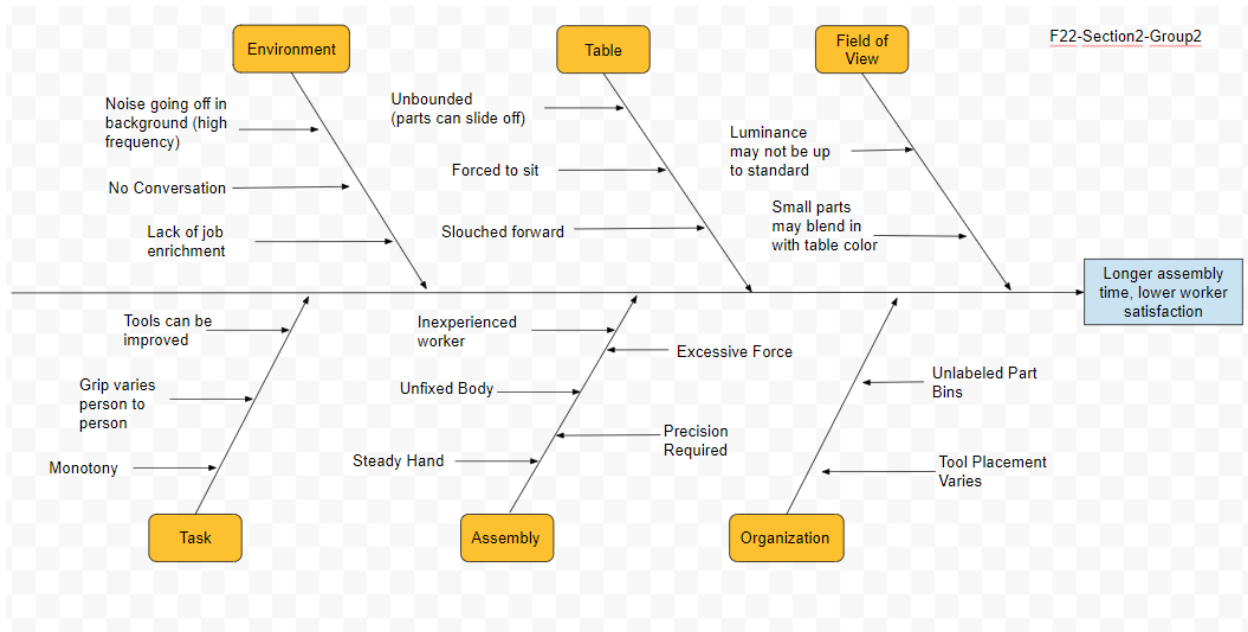 Environment
Table
Field of
View
F22-Section2-Group2
Noise going off in
background (high
frequency)
No Conversation
Lack of job
enrichment
Unbounded
(parts can slide off)
Forced to sit
Slouched forward
Luminance
may not be up
to standard
Small parts
may blend in
with table color
Longer assembly
time, lower worker
satisfaction
Tools can be
improved
Grip varies
person to
person
Monotony
Task
Inexperienced
worker
Excessive Force
Unfixed Body
Precision
Required
Steady Hand
Assembly
Unlabeled Part
Bins
Tool Placement
Varies
Organization